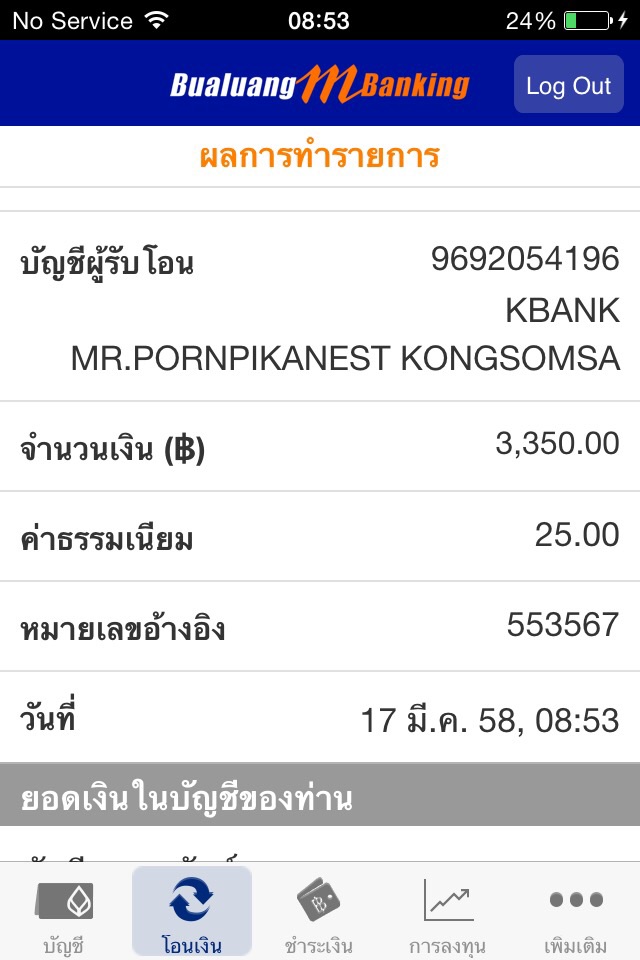 No Service 08:53 24%
Bualuang mBanking Log Out
ผลการทำรายการ
บัญชีผู้รับโอน 9692054196
KBANK
MR.PORNPIKANEST KONGSOMSA
จำนวนเงิน (฿) 3,350.00
ค่าธรรมเนียม 25.00
หมายเลขอ้างอิง 553567
วันที่ 17 มี.ค. 58, 08:53
ยอดเงินในบัญชีของท่าน
บัญชี โอนเงิน ชำระเงิน การลงทุน เพิ่มเติม